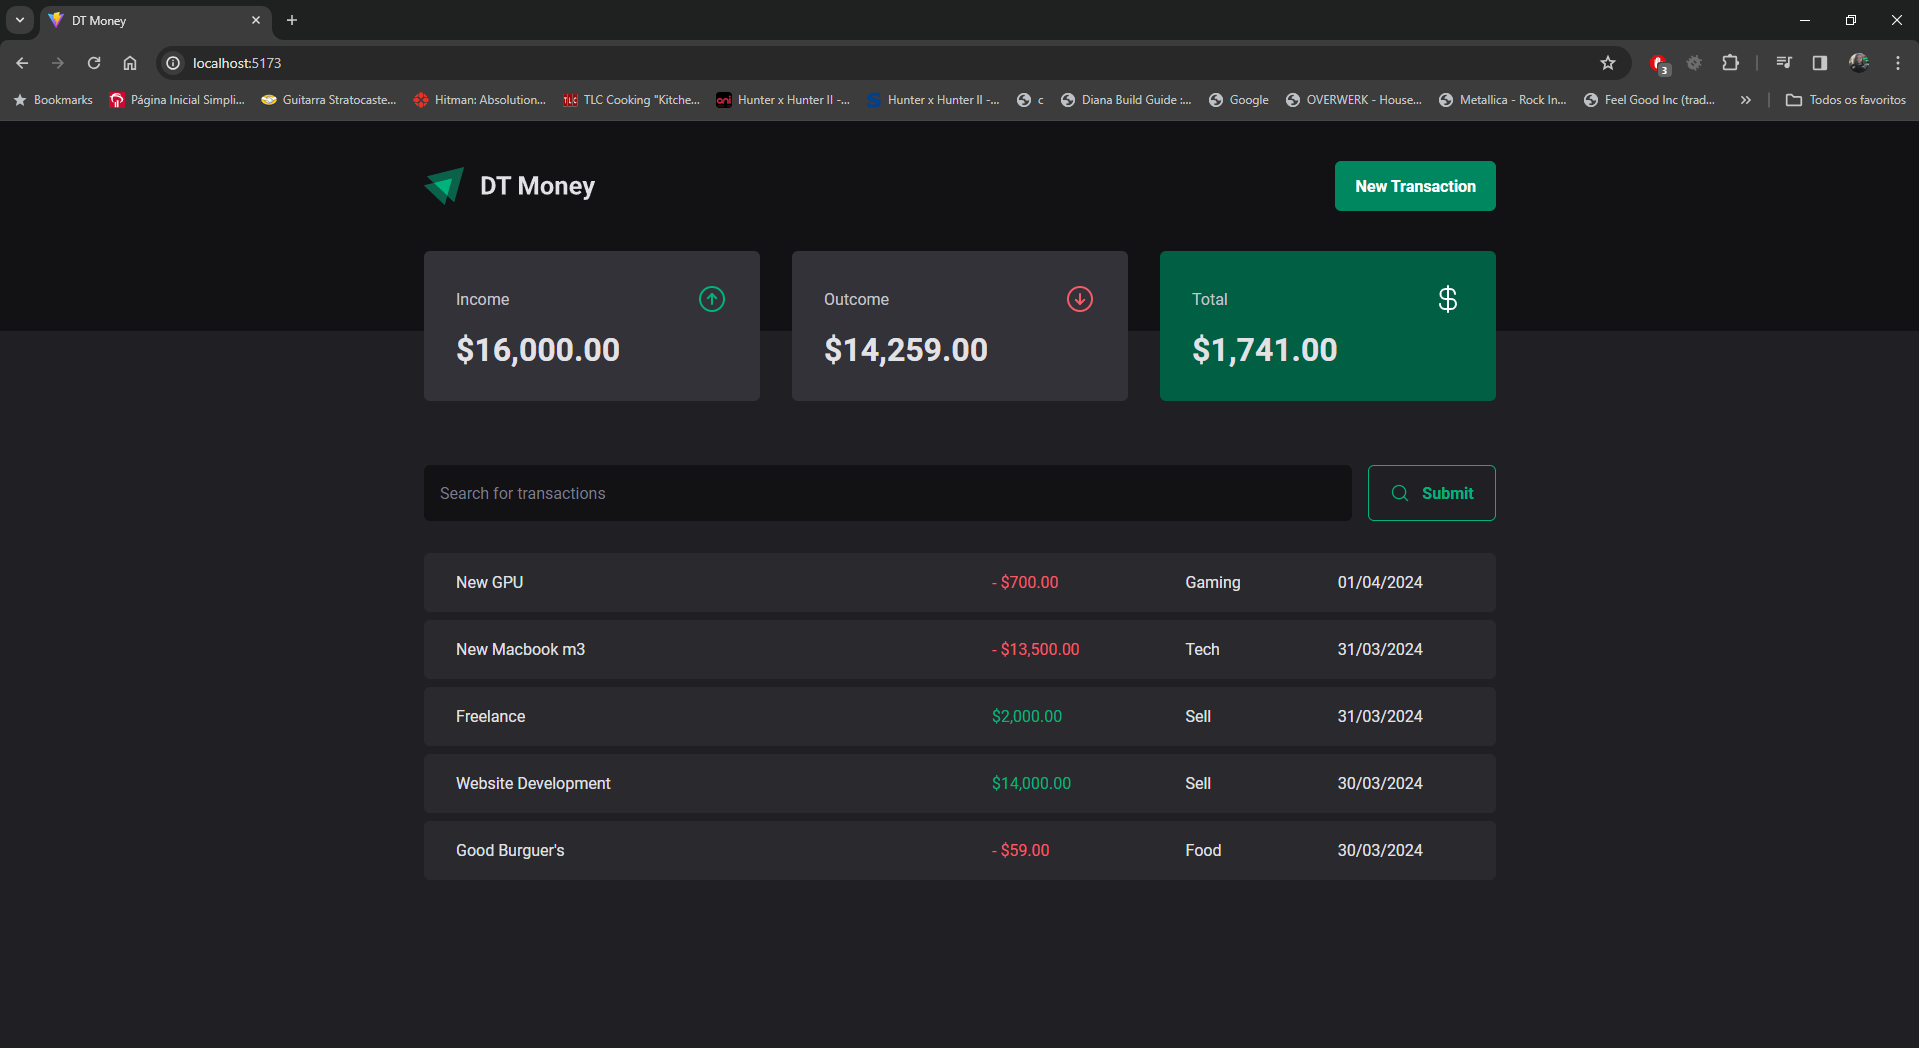 DT Money
localhost:5173
3
Bookmarks Página Inicial Simpli... Guitarra Stratocaste... Hitman: Absolution... TLC TLC Cooking "Kitche... ani Hunter x Hunter II -... S Hunter x Hunter II -... c Diana Build Guide :... Google OVERWERK - House... Metallica - Rock In... Feel Good Inc (trad... » Todos os favoritos
DT Money New Transaction
Income Outcome Total $
$16,000.00 $14,259.00 $1,741.00
Search for transactions Submit
New GPU - $700.00 Gaming 01/04/2024
New Macbook m3 - $13,500.00 Tech 31/03/2024
Freelance $2,000.00 Sell 31/03/2024
Website Development $14,000.00 Sell 30/03/2024
Good Burguer's - $59.00 Food 30/03/2024